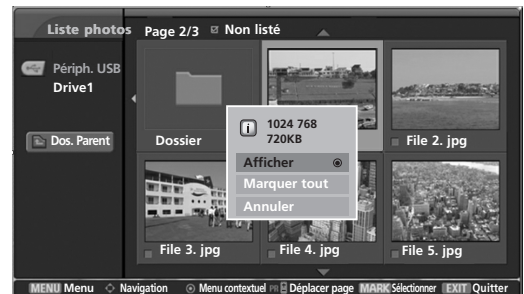 Liste photos
Page 2/3
Non listé
Périph. USB
Drive1
Dos. Parent
Dossier
1024 768
720KB
Afficher
Marquer tout
Annuler
File 2. jpg
File 3. jpg
File 4. jpg
File 5. jpg
MENU Menu Navigation Menu contextuel PR Déplacer page MARK Sélectionner EXIT Quitter